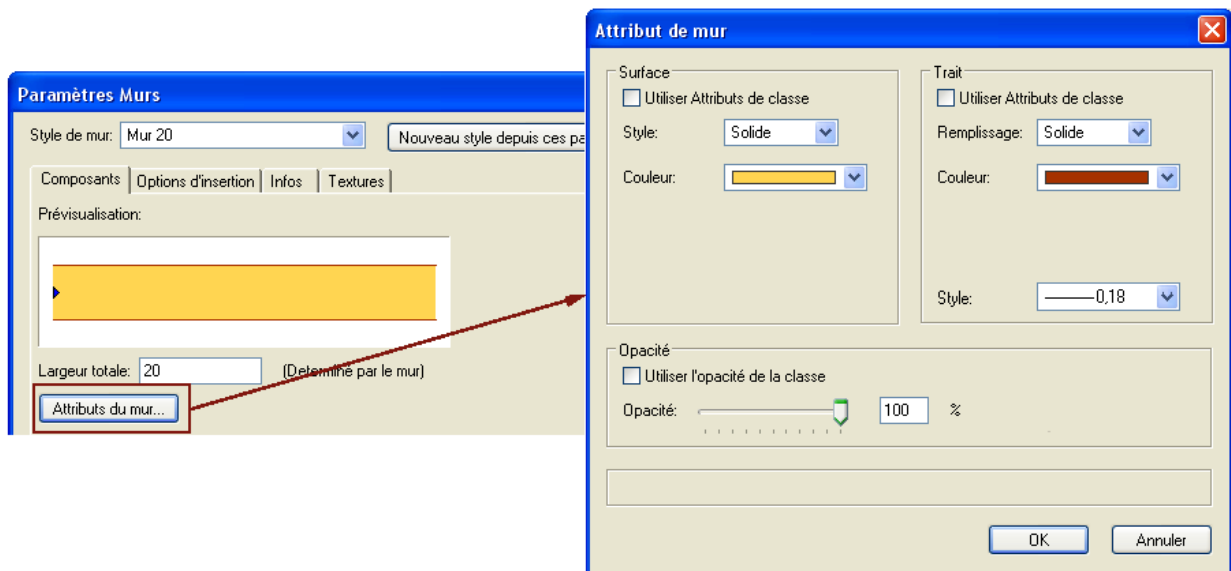 Paramètres Murs
Style de mur: Mur 20 Nouveau style depuis ces pa
Composants Options d'insertion Infos Textures
Prévisualisation:
Largeur totale: 20 (Determiné par le mur)
Attributs du mur...
Attribut de mur
Surface
Utiliser Attributs de classe
Style: Solide
Couleur:
Trait
Utiliser Attributs de classe
Remplissage: Solide
Couleur:
Style: 0,18
Opacité
Utiliser l'opacité de la classe
Opacité: 100 %
OK Annuler